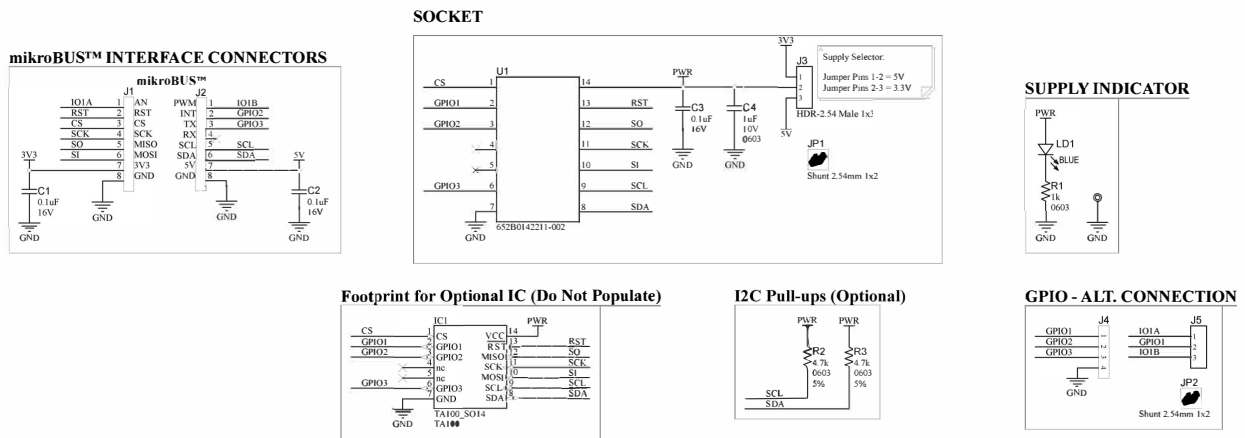 SOCKET
mikroBUS™ INTERFACE CONNECTORS
mikroBUS™
J1
J2
IO1A 1 AN
RST 2 RST
CS 3 CS
SCK 4 SCK
SO 5 MISO
SI 6 MOSI
7 3V3
8 GND
PWM 1 IO1B
INT 2 GPIO2
TX 3 GPIO3
RX 4
SCL 5 SCL
SDA 6 SDA
5V 7
GND 8
3V3
C1
0.1uF
16V
GND
GND
GND
5V
C2
0.1uF
16V
GND
U1
CS 1
GPIO1 2
GPIO2 3
4
5
GPIO3 6
7
GND
14
13 RST
12 SO
11 SCK
10 SI
9 SCL
8 SDA
652B0142211-002
PWR
C3
0.1uF
16V
GND
C4
1uF
10V
0603
GND
3V3
J3
1
2
3
HDR-2.54 Male 1x3
5V
Supply Selector:
Jumper Pins 1-2 = 5V
Jumper Pins 2-3 = 3.3V
JP1
Shunt 2.54mm 1x2
SUPPLY INDICATOR
PWR
LD1
BLUE
R1
1k
0603
GND
GND
Footprint for Optional IC (Do Not Populate)
IC1
CS 1 CS
GPIO1 2 GPIO1
GPIO2 3 GPIO2
4 nc
5 nc
GPIO3 6 GPIO3
7 GND
GND
PWR
VCC 14
RST 13 RST
MISO 12 SO
SCK 11 SCK
MOSI 10 SI
SCL 9 SCL
SDA 8 SDA
TA100_SO14
TA100
I2C Pull-ups (Optional)
PWR
PWR
R2
4.7k
0603
5%
R3
4.7k
0603
5%
SCL
SDA
GPIO - ALT. CONNECTION
J4
GPIO1 1
GPIO2 2
GPIO3 3
4
GND
J5
IO1A 1
GPIO1 2
IO1B 3
JP2
Shunt 2.54mm 1x2